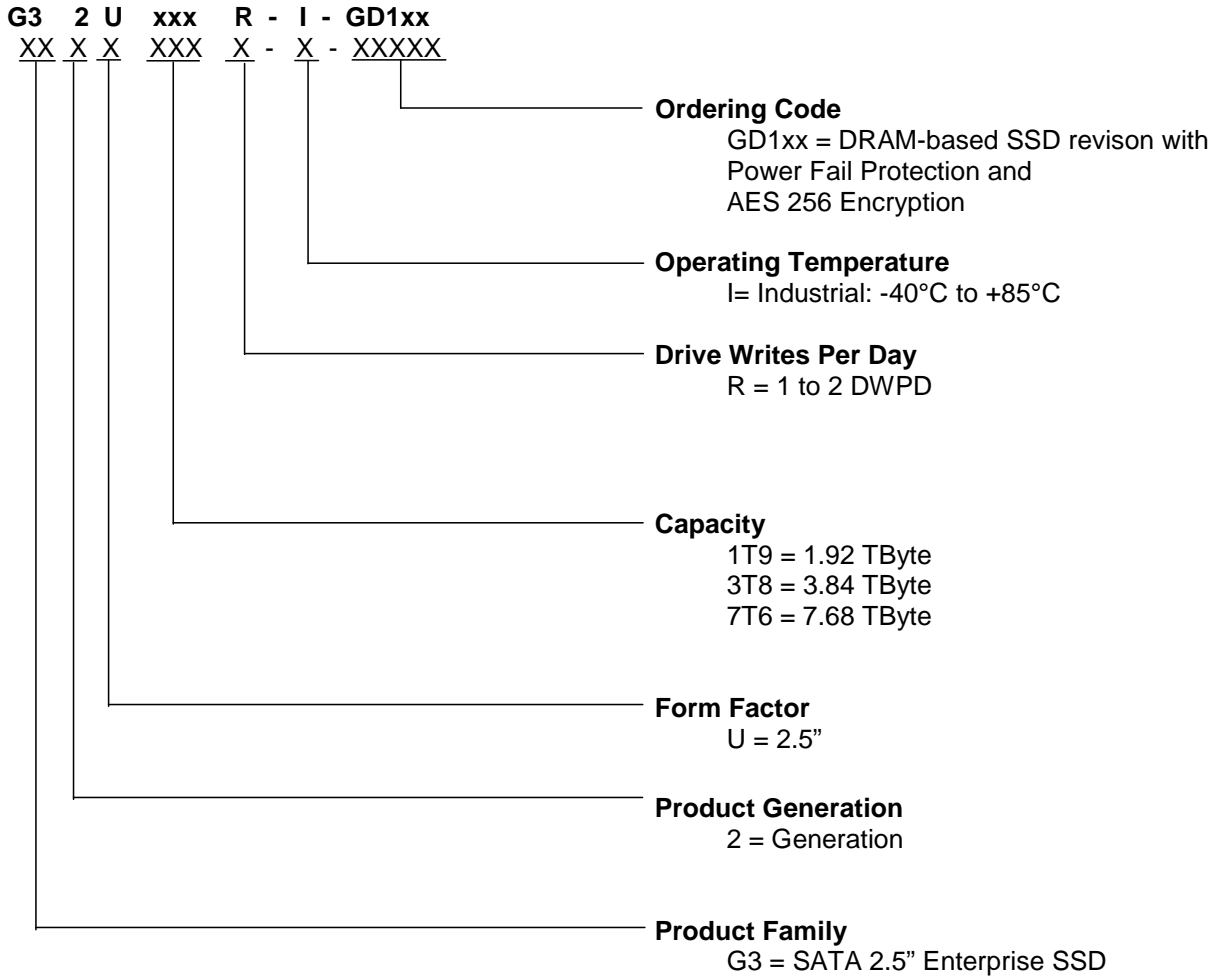 G3 2 U xxx R - I - GD1xx
XX X X XXX X - X - XXXXX
Ordering Code
GD1xx = DRAM-based SSD revison with
Power Fail Protection and
AES 256 Encryption
Operating Temperature
I= Industrial: -40°C to +85°C
Drive Writes Per Day
R = 1 to 2 DWPD
Capacity
1T9 = 1.92 TByte
3T8 = 3.84 TByte
7T6 = 7.68 TByte
Form Factor
U = 2.5”
Product Generation
2 = Generation
Product Family
G3 = SATA 2.5” Enterprise SSD